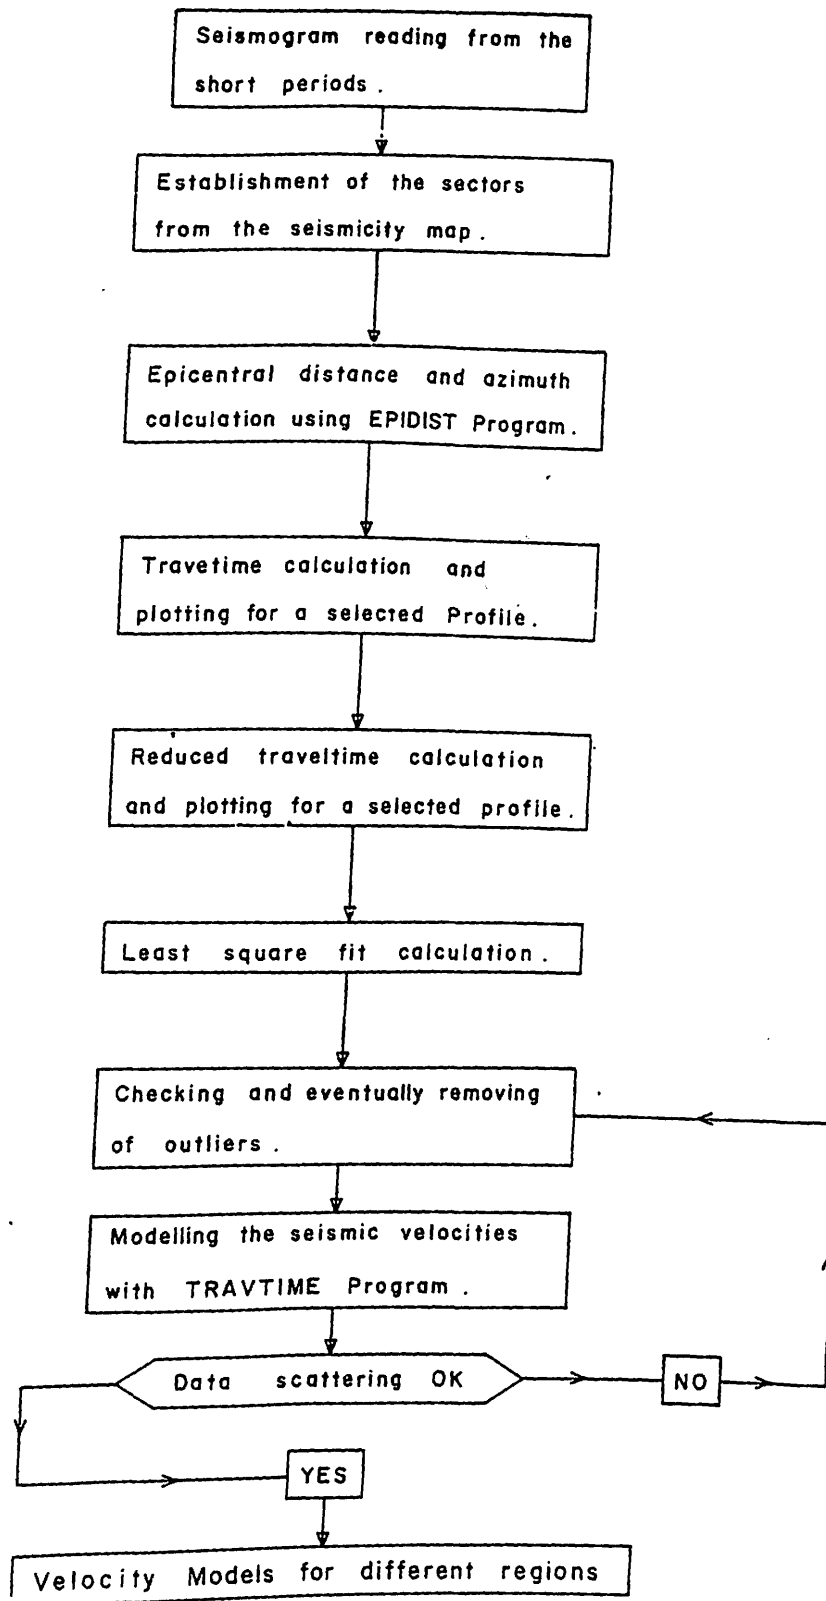 Seismogram reading from the
short periods.
Establishment of the sectors
from the seismicity map.
Epicentral distance and azimuth
calculation using EPIDIST Program.
Travetime calculation and
plotting for a selected Profile.
Reduced traveltime calculation
and plotting for a selected profile.
Least square fit calculation.
Checking and eventually removing
of outliers.
Modelling the seismic velocities
with TRAVTIME Program.
Data scattering OK
NO
YES
Velocity Models for different regions